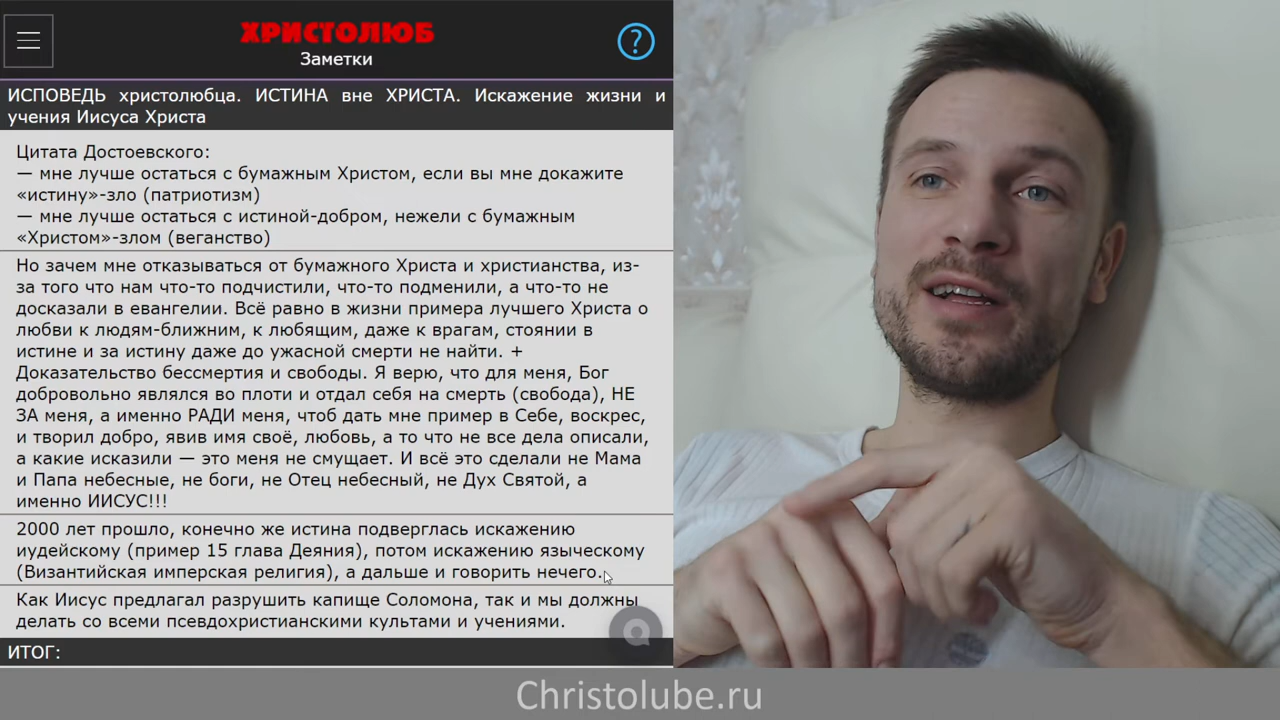 ХРИСТОЛЮБ
Заметки
?
ИСПОВЕДЬ христолюбца. ИСТИНА вне ХРИСТА. Искажение жизни и
учения Иисуса Христа
Цитата Достоевского:
— мне лучше остаться с бумажным Христом, если вы мне докажите
«истину»-зло (патриотизм)
— мне лучше остаться с истиной-добром, нежели с бумажным
«Христом»-злом (веганство)
Но зачем мне отказываться от бумажного Христа и христианства, из-
за того что нам что-то подчистили, что-то подменили, а что-то не
досказали в евангелии. Всё равно в жизни примера лучшего Христа о
любви к людям-ближним, к любящим, даже к врагам, стоянии в
истине и за истину даже до ужасной смерти не найти. +
Доказательство бессмертия и свободы. Я верю, что для меня, Бог
добровольно являлся во плоти и отдал себя на смерть (свобода), НЕ
ЗА меня, а именно РАДИ меня, чтоб дать мне пример в Себе, воскрес,
и творил добро, явив имя своё, любовь, а то что не все дела описали,
а какие исказили — это меня не смущает. И всё это сделали не Мама
и Папа небесные, не боги, не Отец небесный, не Дух Святой, а
именно ИИСУС!!!
2000 лет прошло, конечно же истина подверглась искажению
иудейскому (пример 15 глава Деяния), потом искажению языческому
(Византийская имперская религия), а дальше и говорить нечего.
Как Иисус предлагал разрушить капище Соломона, так и мы должны
делать со всеми псевдохристианскими культами и учениями.
ИТОГ:
Christolube.ru